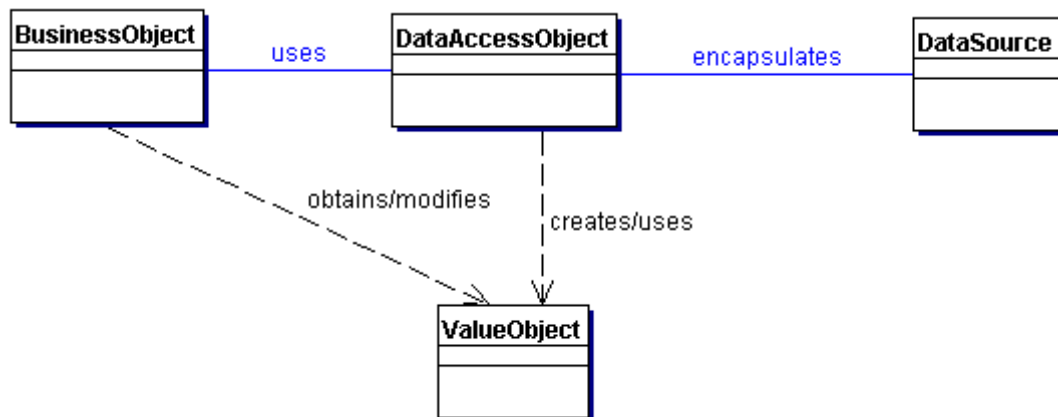 BusinessObject
uses
DataAccessObject
encapsulates
DataSource
obtains/modifies
creates/uses
ValueObject